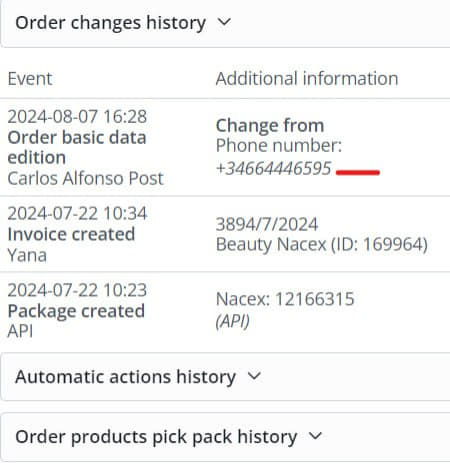 Order changes history
Event
Additional information
2024-08-07 16:28
Order basic data
edition
Carlos Alfonso Post
Change from
Phone number:
+34664446595
2024-07-22 10:34
Invoice created
Yana
3894/7/2024
Beauty Nacex (ID: 169964)
2024-07-22 10:23
Package created
API
Nacex: 12166315
(API)
Automatic actions history
Order products pick pack history